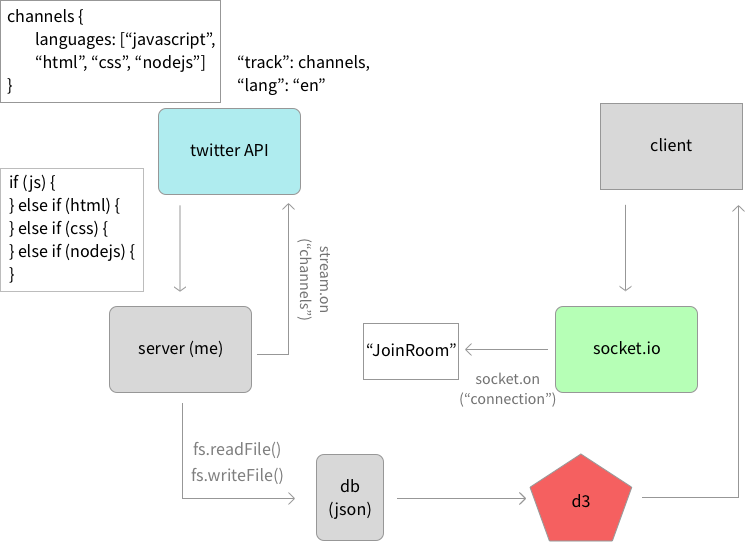 channels {
languages: [“javascript”,
“html”, “css”, “nodejs”]
}
“track”: channels,
“lang”: “en”
twitter API
client
if (js) {
} else if (html) {
} else if (css) {
} else if (nodejs) {
}
stream.on
(“channels”)
server (me)
“JoinRoom”
socket.io
socket.on
(“connection”)
fs.readFile()
fs.writeFile()
db
(json)
d3